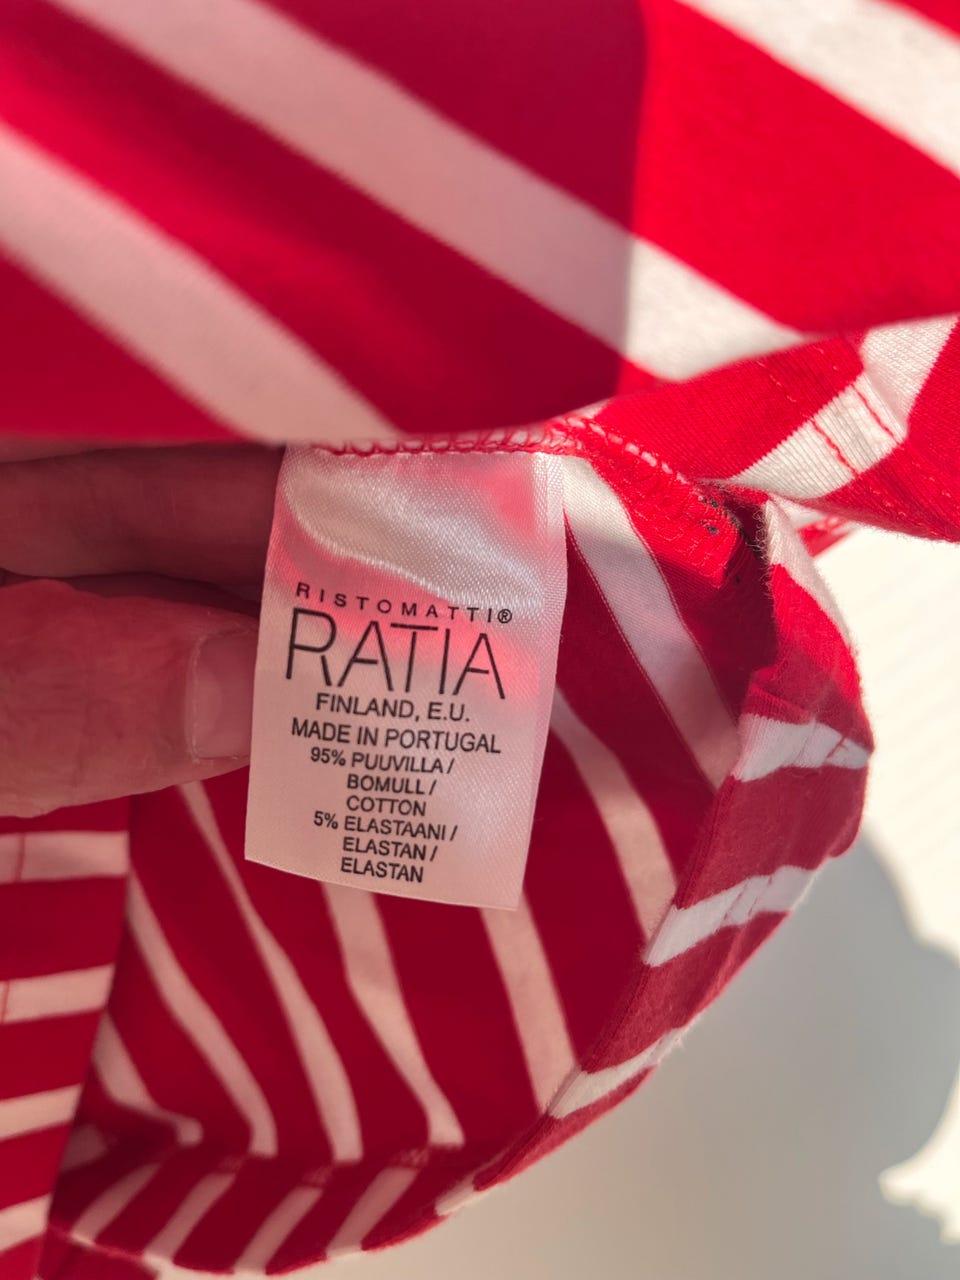 RISTOMATTI®
RATIA
FINLAND, E.U.
MADE IN PORTUGAL
95% PUUVILLA /
BOMULL /
COTTON
5% ELASTAANI /
ELASTAN /
ELASTAN